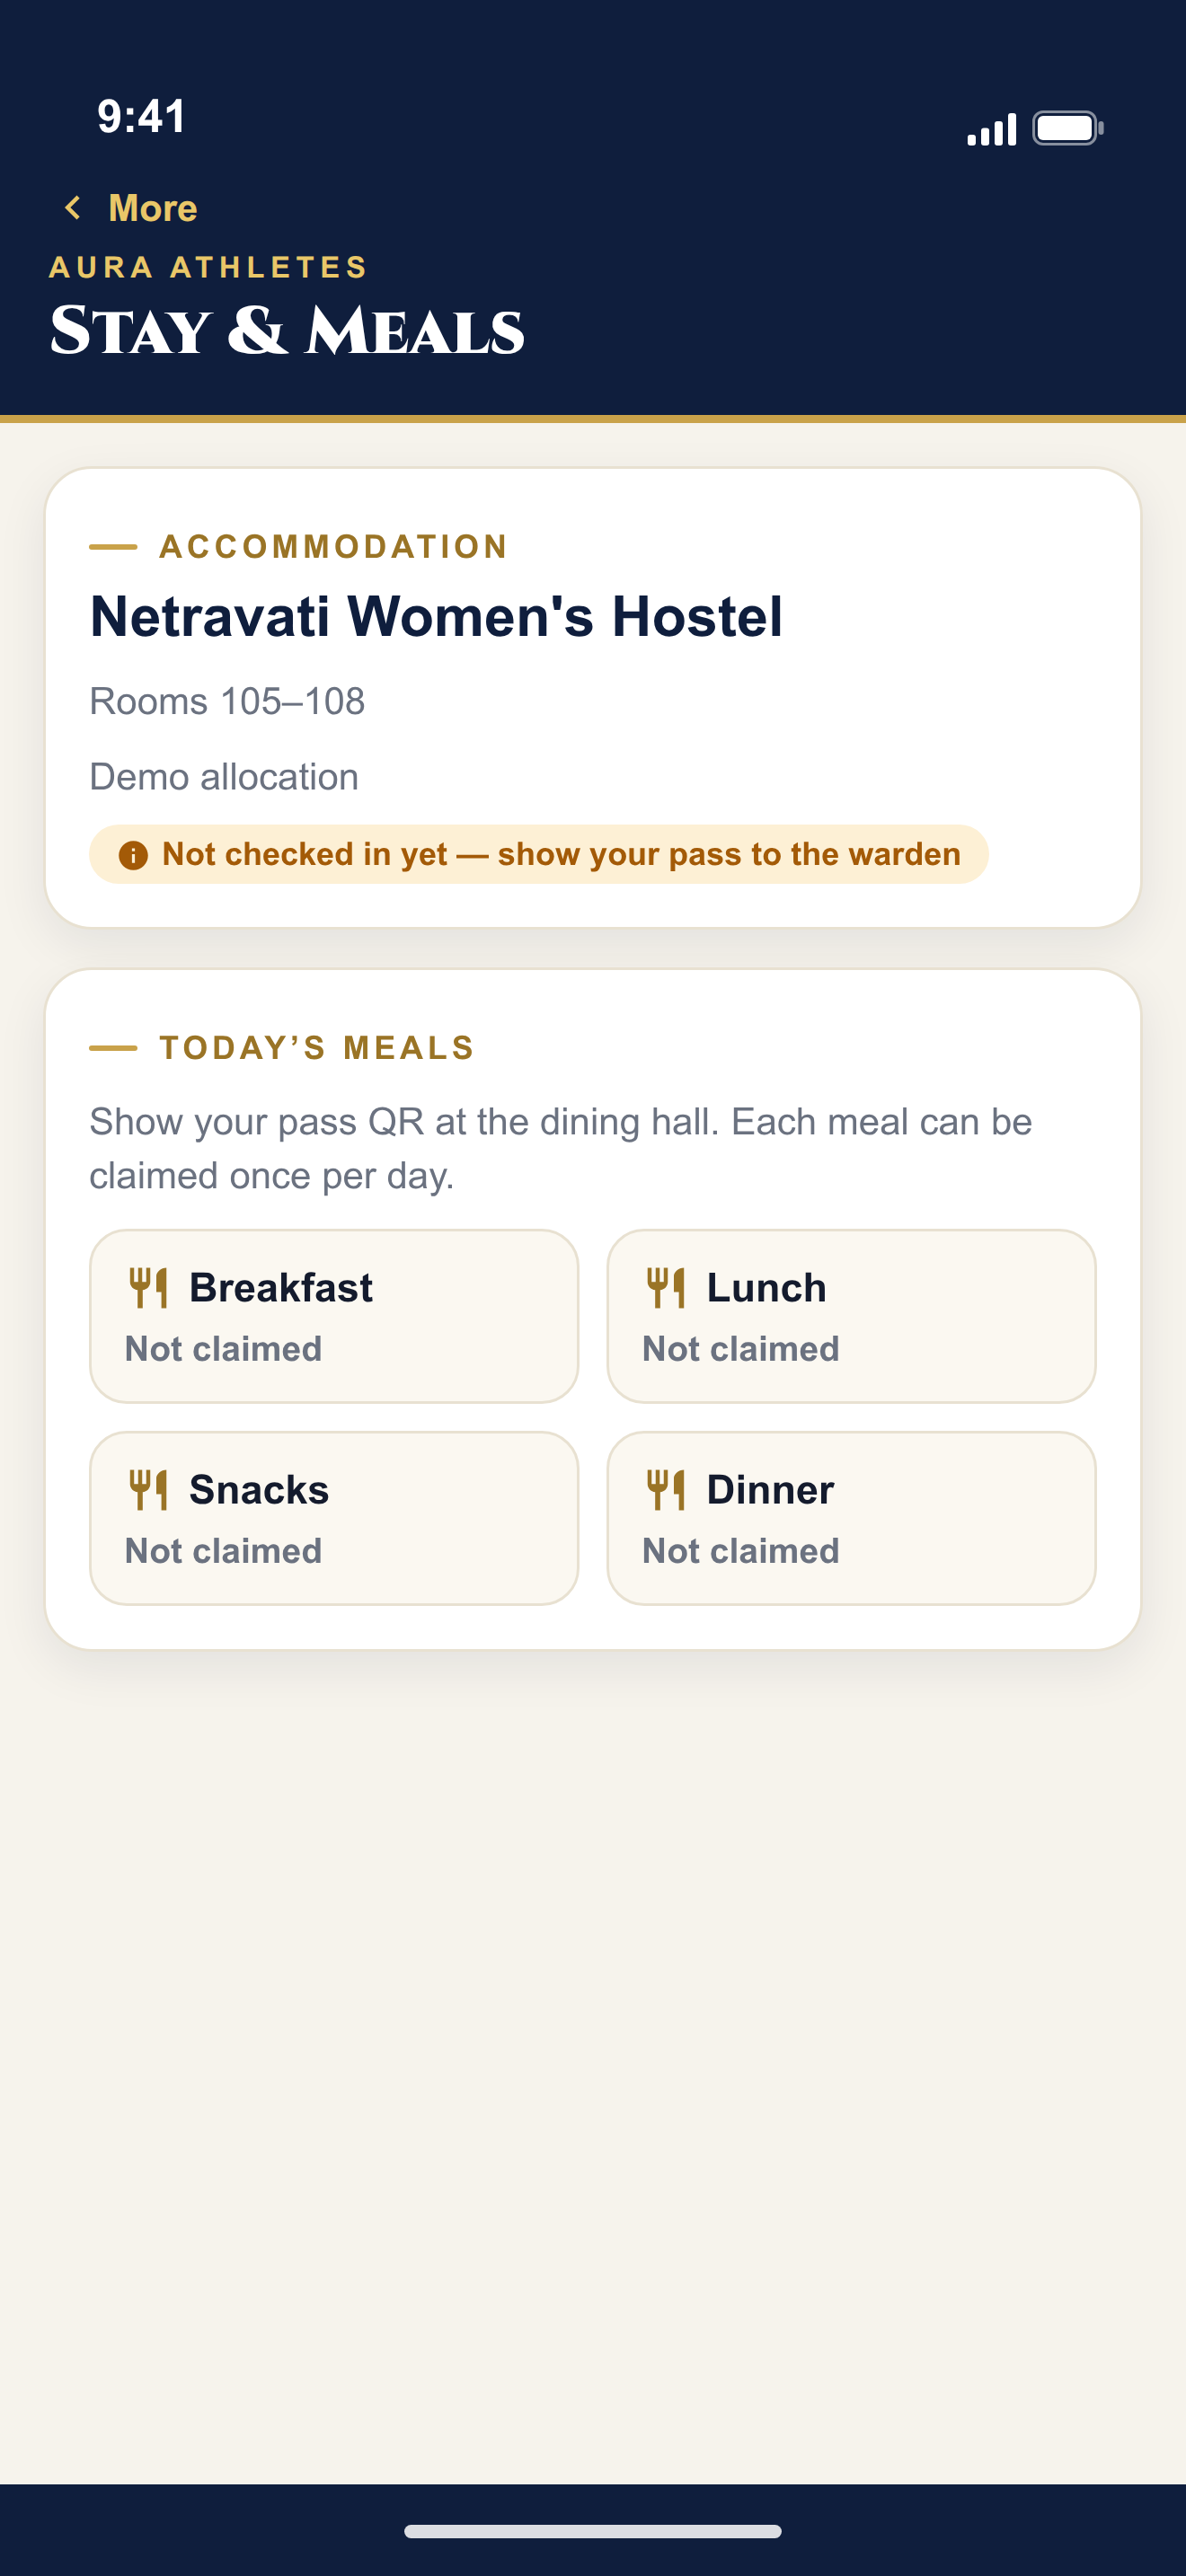 9:41
More
AURA ATHLETES
Stay & Meals
ACCOMMODATION
Netravati Women's Hostel
Rooms 105–108
Demo allocation
Not checked in yet — show your pass to the warden
TODAY’S MEALS
Show your pass QR at the dining hall. Each meal can be
claimed once per day.
Breakfast
Not claimed
Lunch
Not claimed
Snacks
Not claimed
Dinner
Not claimed